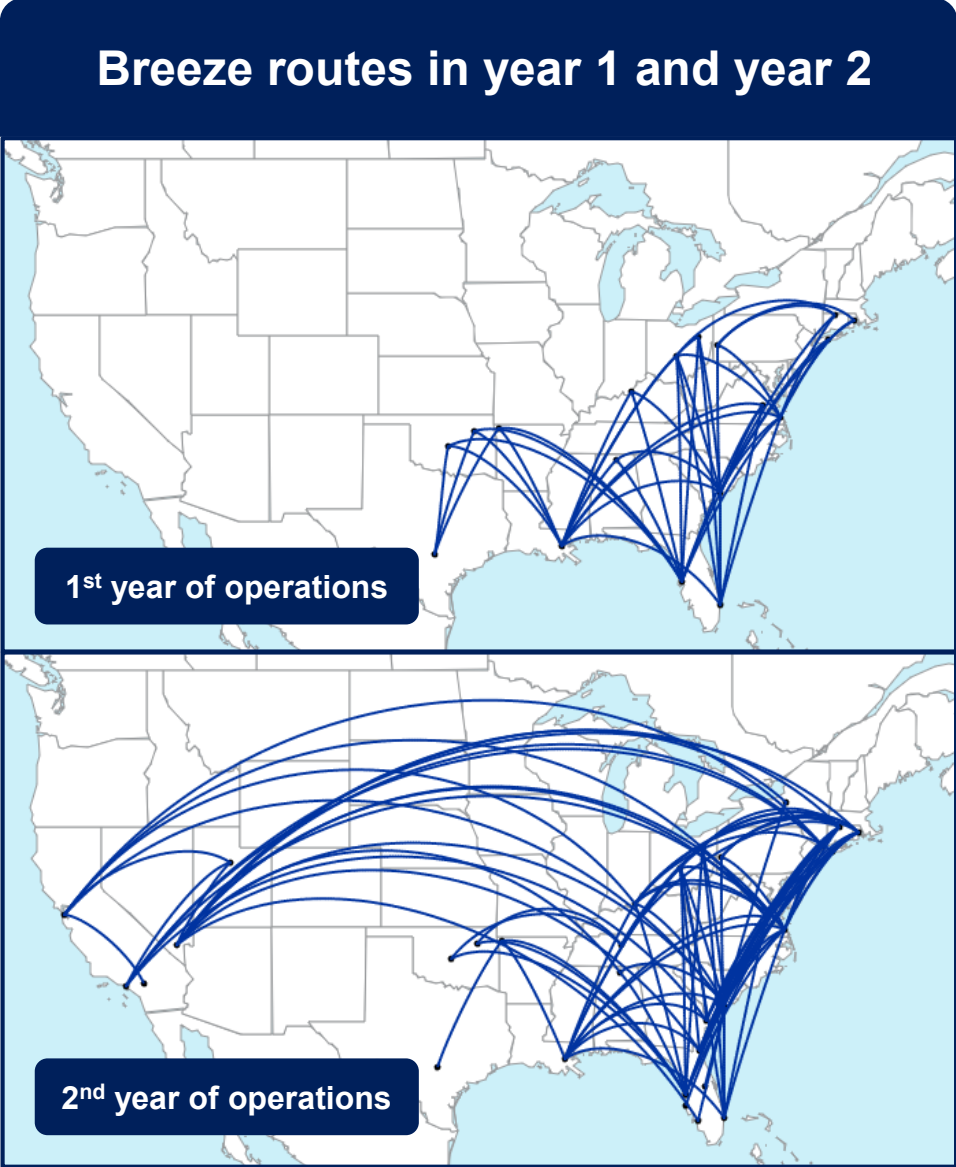 Breeze routes in year 1 and year 2
1st year of operations
2nd year of operations